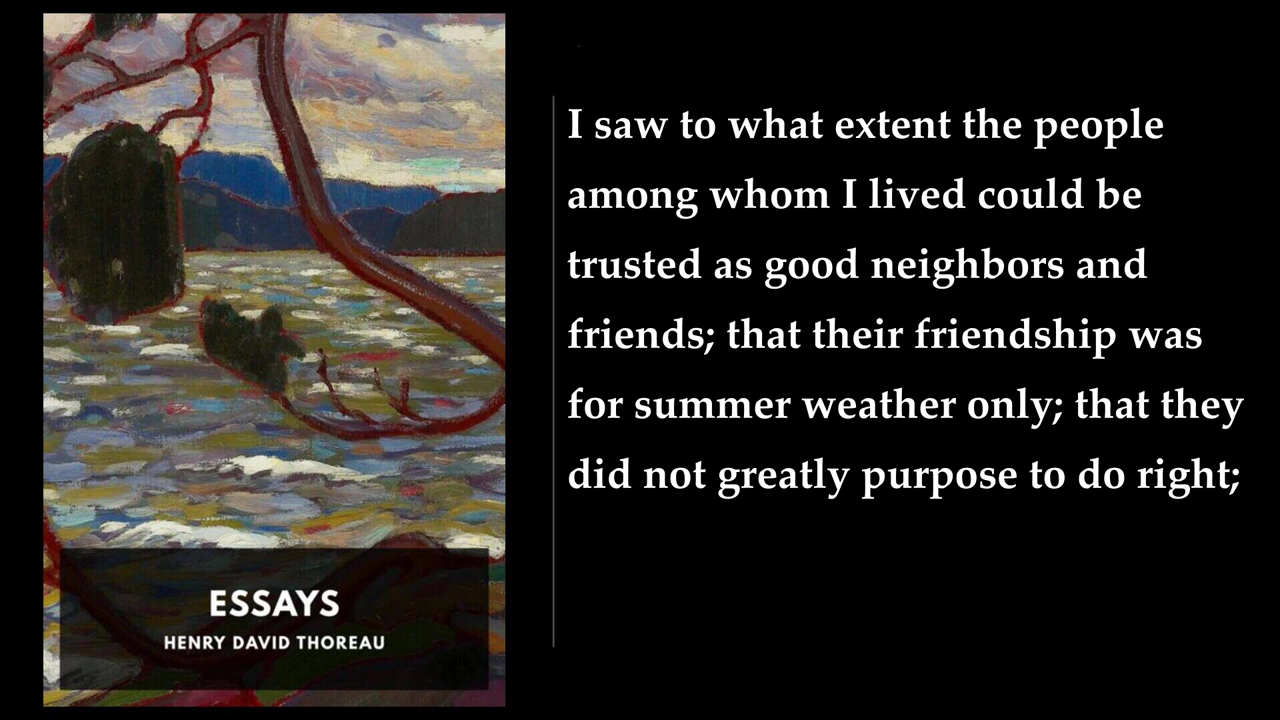 ESSAYS
HENRY DAVID THOREAU
I saw to what extent the people
among whom I lived could be
trusted as good neighbors and
friends; that their friendship was
for summer weather only; that they
did not greatly purpose to do right;